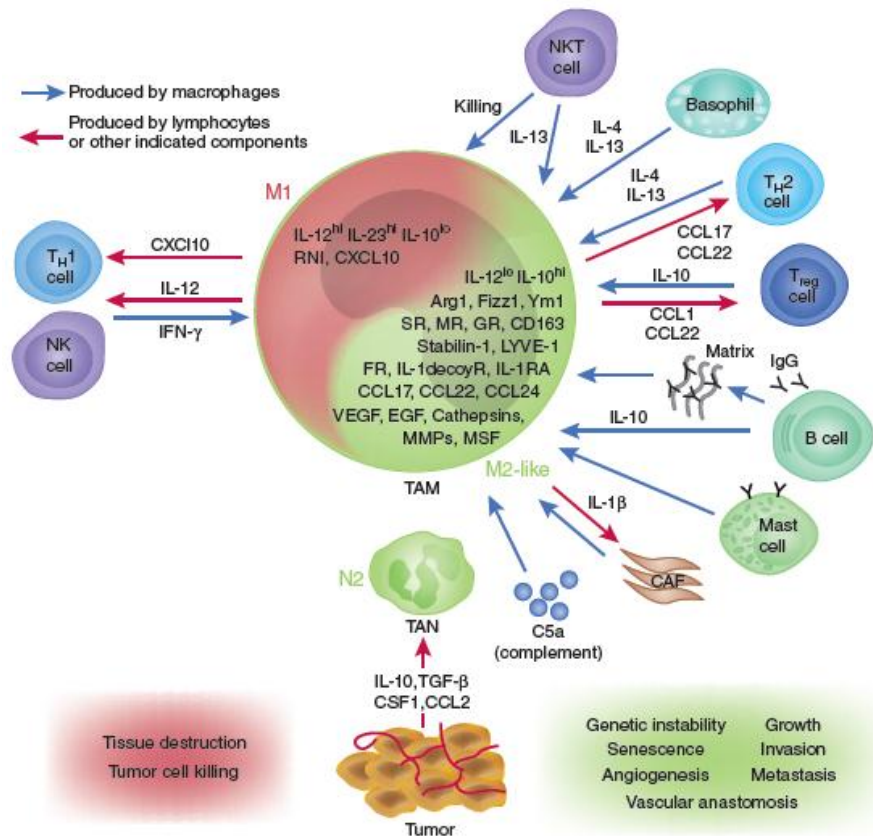 Produced by macrophages
Produced by lymphocytes
or other indicated components
NKT
cell
Killing
IL-13
IL-4
IL-13
Basophil
IL-4
IL-13
TH2
cell
CCL17
CCL22
M1
IL-12hi IL-23hi IL-10lo
RNI, CXCL10
CXCl10
TH1
cell
IL-12
IFN-γ
NK
cell
IL-12lo IL-10hi
Arg1, Fizz1, Ym1
SR, MR, GR, CD163
Stabilin-1, LYVE-1
FR, IL-1decoyR, IL-1RA
CCL17, CCL22, CCL24
VEGF, EGF, Cathepsins,
MMPs, MSF
IL-10
Treg
cell
CCL1
CCL22
Matrix
IgG
IL-10
B cell
M2-like
TAM
IL-1β
Mast
cell
CAF
N2
TAN
C5a
(complement)
IL-10,TGF-β
CSF1,CCL2
Tumor
Tissue destruction
Tumor cell killing
Genetic instability Growth
Senescence Invasion
Angiogenesis Metastasis
Vascular anastomosis